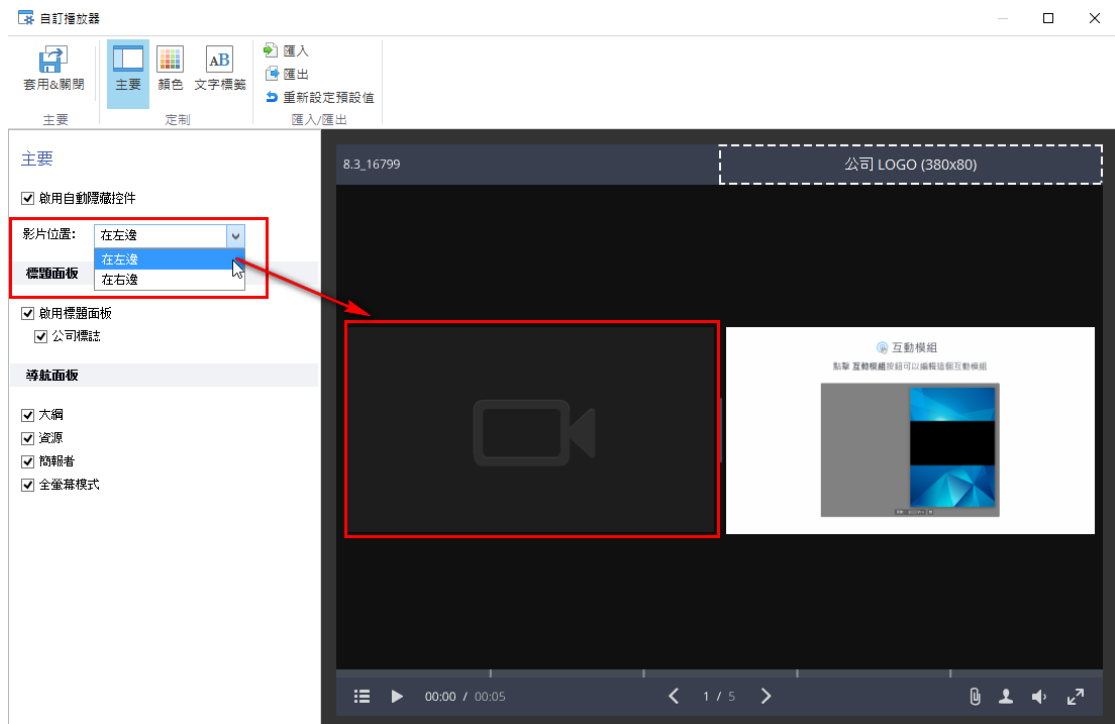 自訂播放器
套用&關閉
主要
顏色
文字標籤
匯入
匯出
重新設定預設值
主要
定制
匯入/匯出
主要
啟用自動隱藏控件
影片位置: 在左邊
在左邊
在右邊
標題面板
啟用標題面板
公司標誌
導航面板
大綱
資源
簡報者
全螢幕模式
8.3_16799
公司 LOGO (380x80)
互動模組
點擊 互動模組按鈕可以編輯這個互動模組
00:00 / 00:05
1 / 5